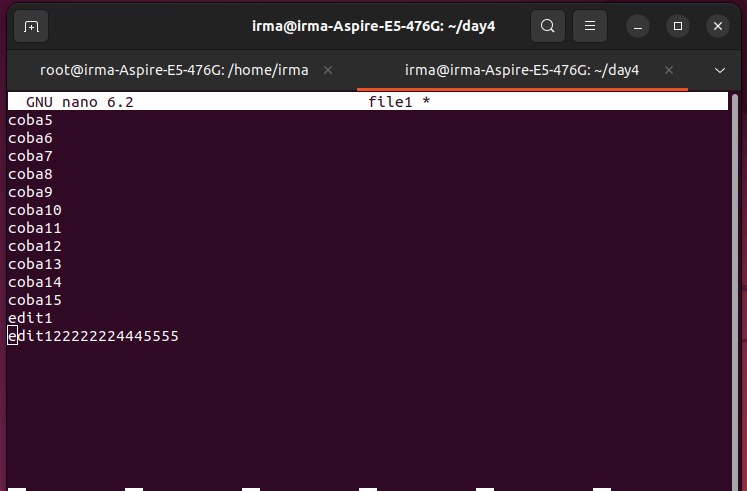 irma@irma-Aspire-E5-476G: ~/day4
root@irma-Aspire-E5-476G: /home/irma
irma@irma-Aspire-E5-476G: ~/day4
GNU nano 6.2 file1 *
coba5
coba6
coba7
coba8
coba9
coba10
coba11
coba12
coba13
coba14
coba15
edit1
edit122222224445555